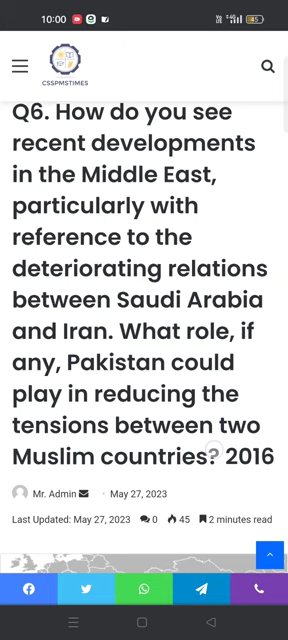 10:00
45
CSSPMSTIMES
Q6. How do you see
recent developments
in the Middle East,
particularly with
reference to the
deteriorating relations
between Saudi Arabia
and Iran. What role, if
any, Pakistan could
play in reducing the
tensions between two
Muslim countries? 2016
Mr. Admin May 27, 2023
Last Updated: May 27, 2023 0 45 2 minutes read